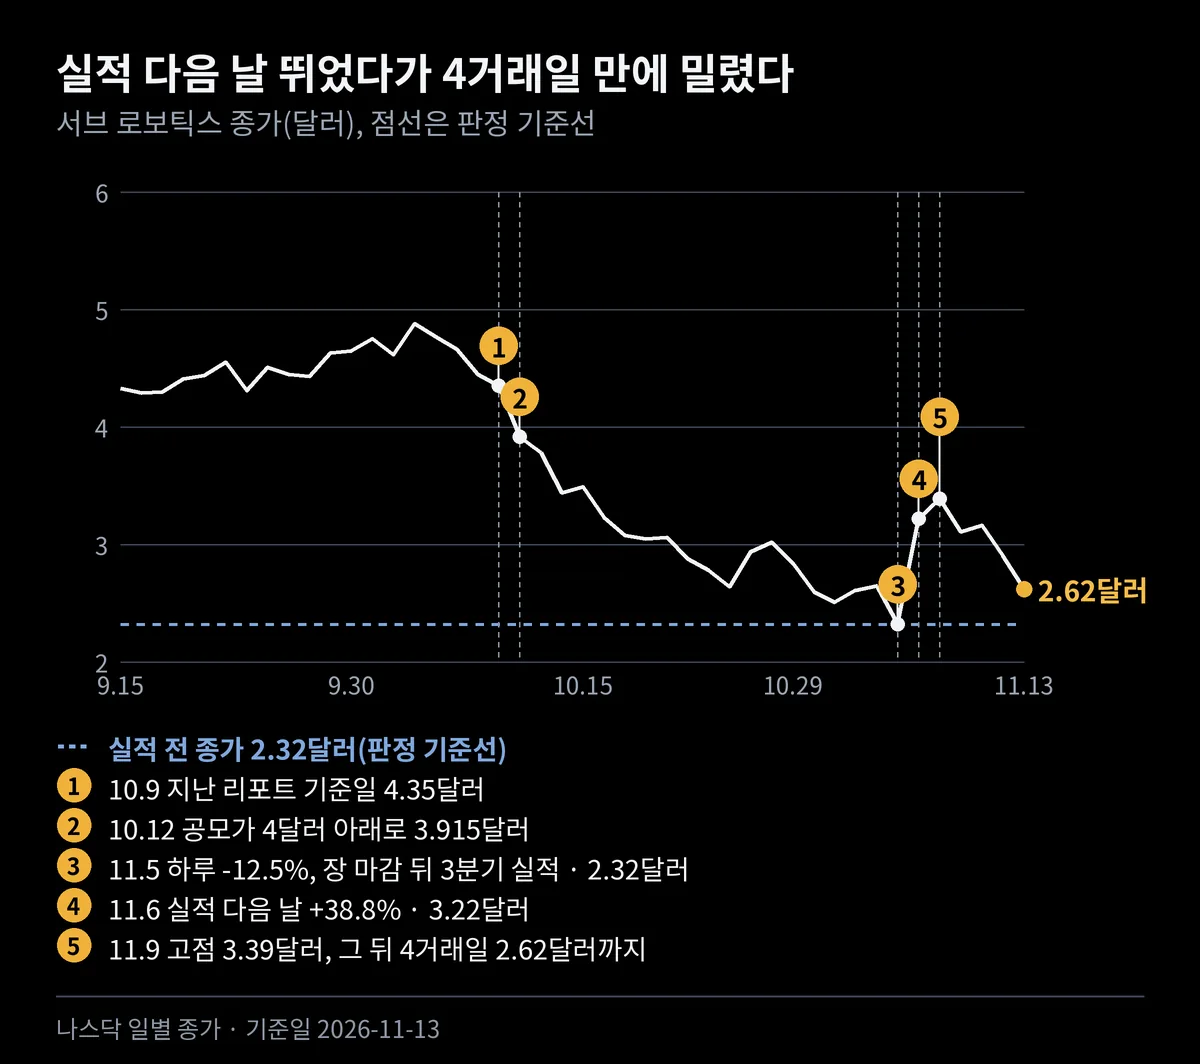 실적 다음 날 뛰었다가 4거래일 만에 밀렸다
서브 로보틱스 종가(달러), 점선은 판정 기준선
6
5
4
3
2
1
2
3
4
5
2.62달러
9.15
9.30
10.15
10.29
11.13
실적 전 종가 2.32달러(판정 기준선)
1 10.9 지난 리포트 기준일 4.35달러
2 10.12 공모가 4달러 아래로 3.915달러
3 11.5 하루 -12.5%, 장 마감 뒤 3분기 실적 · 2.32달러
4 11.6 실적 다음 날 +38.8% · 3.22달러
5 11.9 고점 3.39달러, 그 뒤 4거래일 2.62달러까지
나스닥 일별 종가 · 기준일 2026-11-13